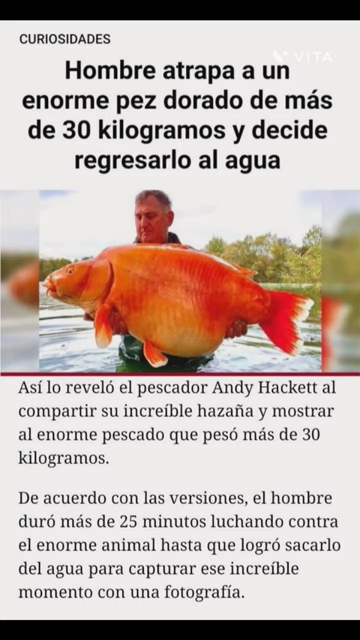 CURIOSIDADES
VITA
Hombre atrapa a un
enorme pez dorado de más
de 30 kilogramos y decide
regresarlo al agua
Así lo reveló el pescador Andy Hackett al
compartir su increíble hazaña y mostrar
al enorme pescado que pesó más de 30
kilogramos.
De acuerdo con las versiones, el hombre
duró más de 25 minutos luchando contra
el enorme animal hasta que logró sacarlo
del agua para capturar ese increíble
momento con una fotografía.